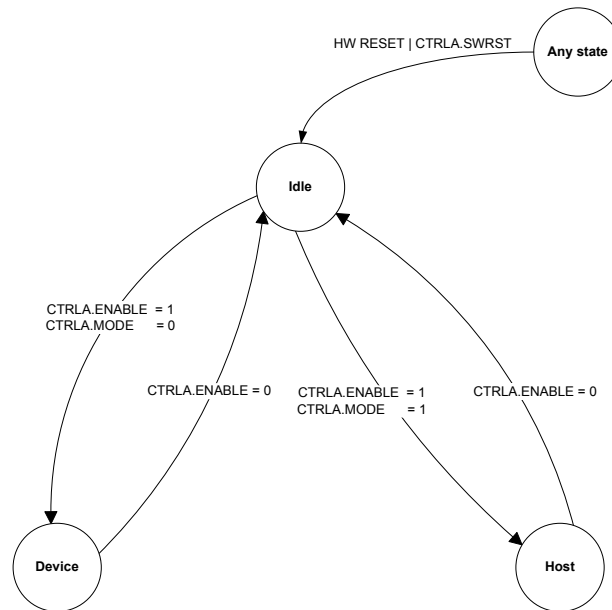 HW RESET | CTRLA.SWRST
Any state
Idle
CTRLA.ENABLE = 1
CTRLA.MODE = 0
CTRLA.ENABLE = 0
CTRLA.ENABLE = 1
CTRLA.MODE = 1
CTRLA.ENABLE = 0
Device
Host